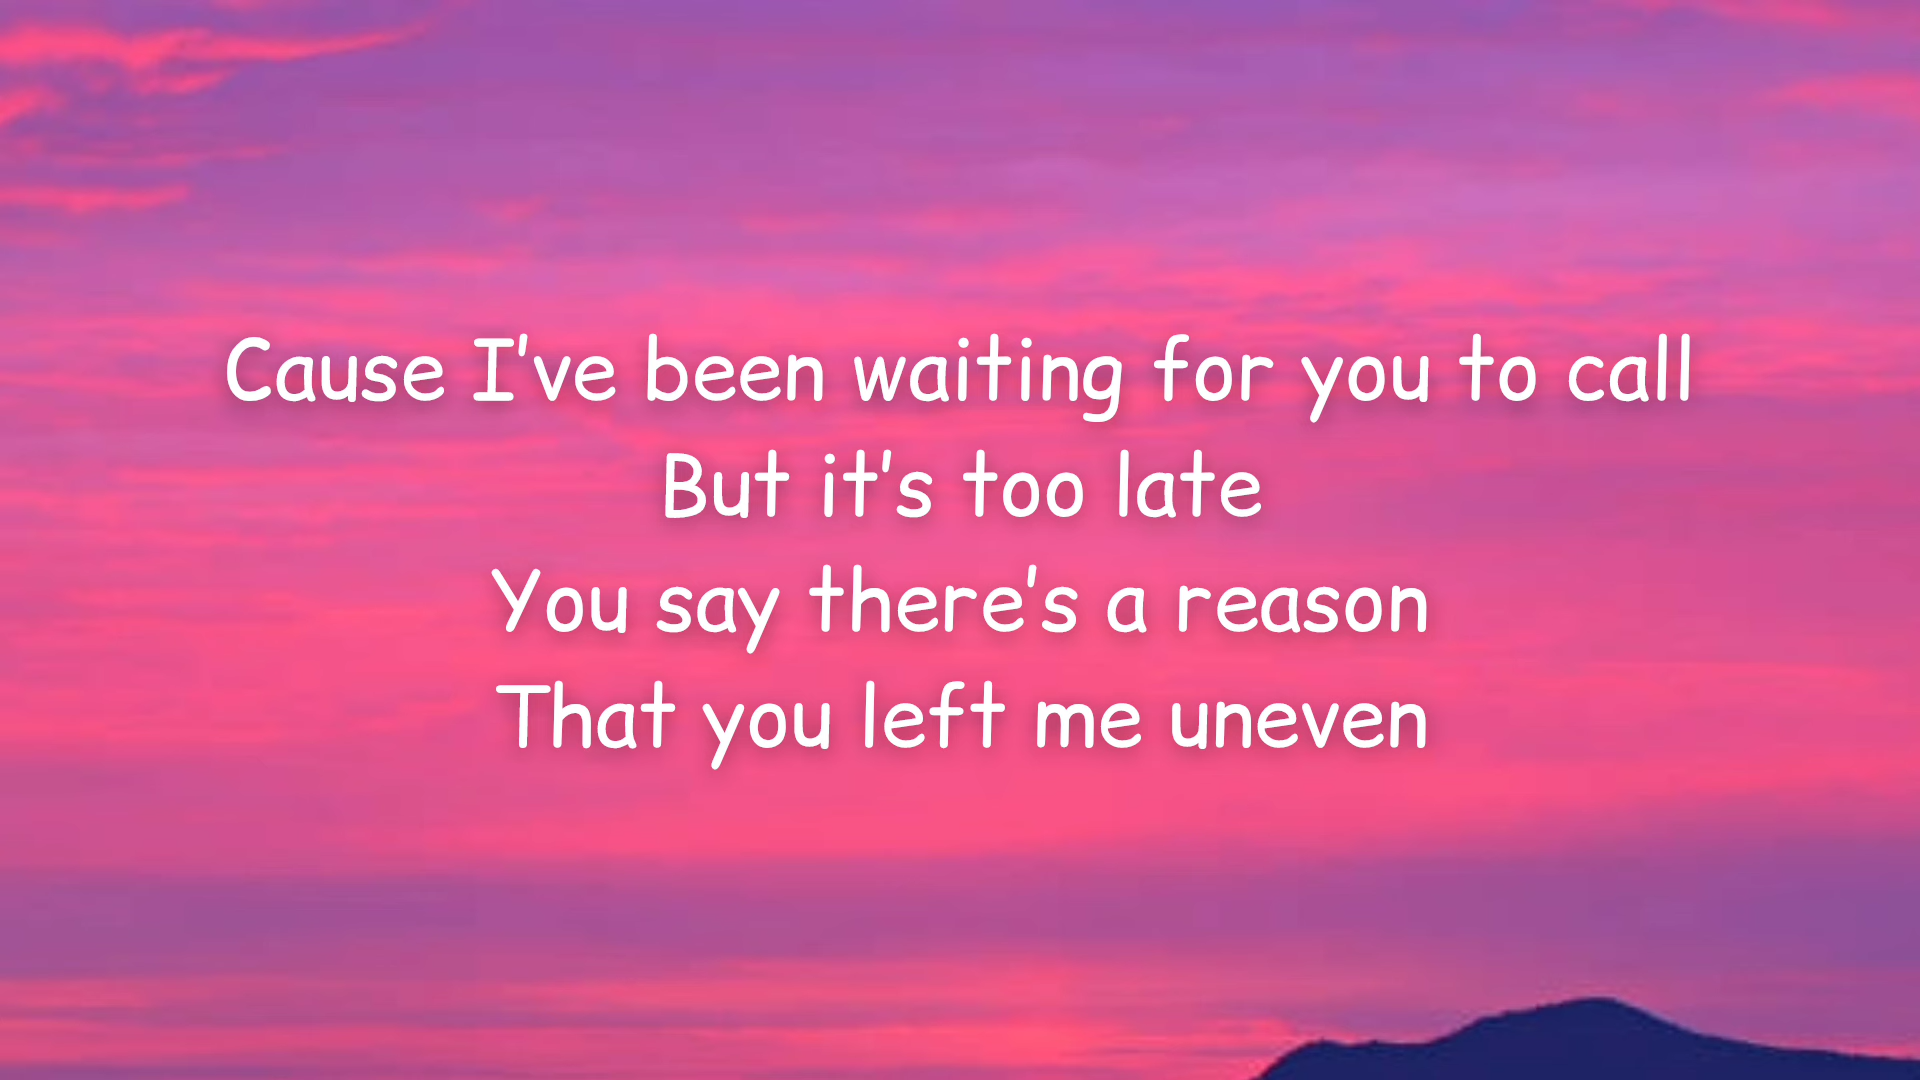 Cause I've been waiting for you to call
But it's too late
You say there's a reason
That you left me uneven